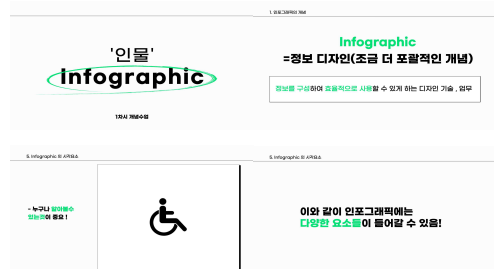 '인물'
Infographic
1차시 개념수업
1. 인포그래픽의 개념
Infographic
=정보 디자인(조금 더 포괄적인 개념)
정보를 구성하여 효율적으로 사용할 수 있게 하는 디자인 기술 , 업무
5. Infographic 의 시각요소
- 누구나 알아볼수
있는것이 중요 !
5. Infographic 의 시각요소
이와 같이 인포그래픽에는
다양한 요소들이 들어갈 수 있음!